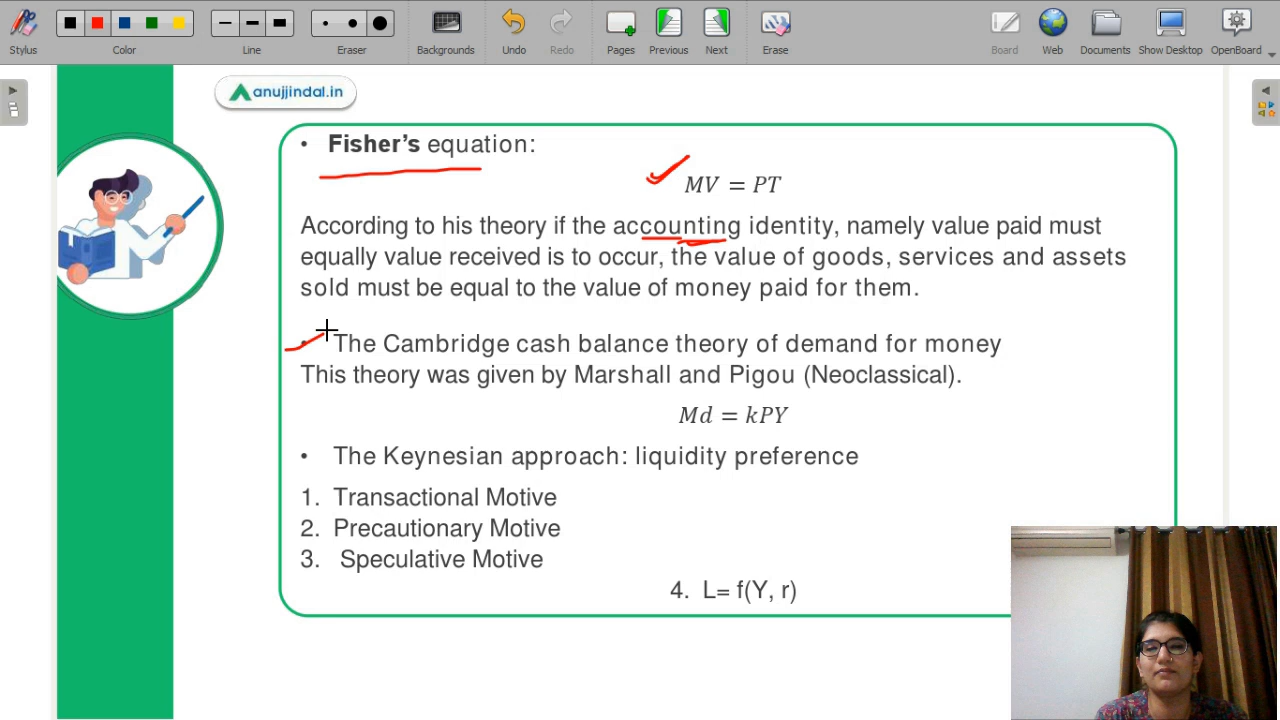 Stylus
Color
Line
Eraser
Backgrounds
Undo
Redo
Pages
Previous
Next
Erase
Board
Web
Documents
Show Desktop
OpenBoard
anujjindal.in
• Fisher's equation:
MV = PT
According to his theory if the accounting identity, namely value paid must
equally value received is to occur, the value of goods, services and assets
sold must be equal to the value of money paid for them.
• The Cambridge cash balance theory of demand for money
This theory was given by Marshall and Pigou (Neoclassical).
Md = kPY
• The Keynesian approach: liquidity preference
1. Transactional Motive
2. Precautionary Motive
3. Speculative Motive
4. L= f(Y, r)